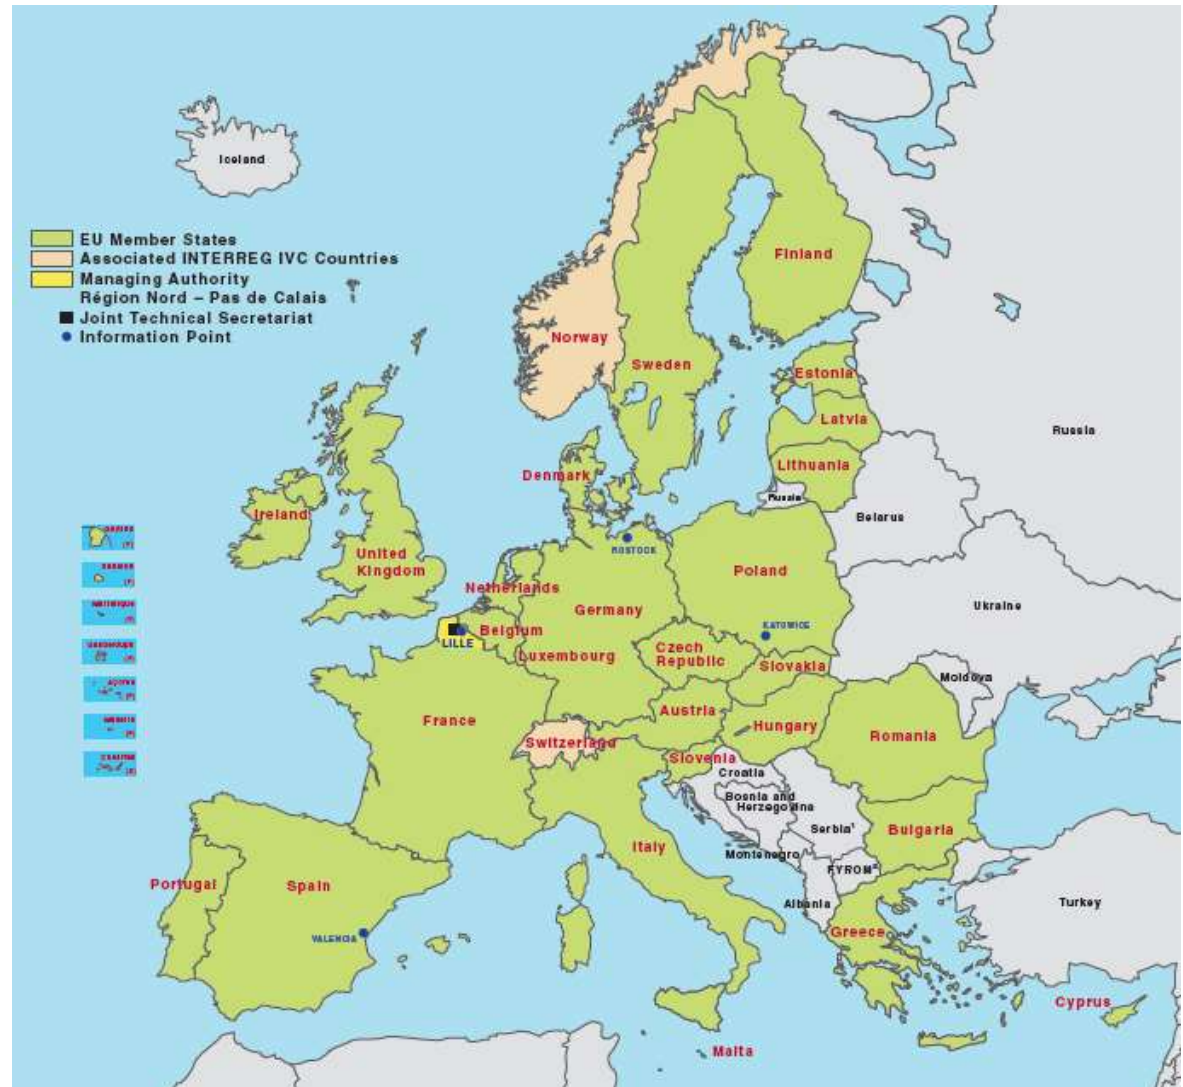 Iceland
EU Member States
Associated INTERREG IVC Countries
Managing Authority
Région Nord – Pas de Calais
Joint Technical Secretariat
Information Point
Finland
Norway
Sweden
Estonia
Latvia
Russia
Lithuania
Denmark
Russia
Ireland
Belarus
ROSTOCK
United
Kingdom
Poland
Netherlands
Germany
Ukraine
KATOWICE
Belgium
LILLE
Czech
Republic
Luxembourg
Slovakia
Moldova
Austria
France
Hungary
Romania
Switzerland
Slovenia
Croatia
Bosnia and
Herzegovina
Serbia¹
Bulgaria
Italy
Montenegro
FYROM²
Portugal
Spain
Albania
Turkey
Greece
VALENCIA
Cyprus
Malta